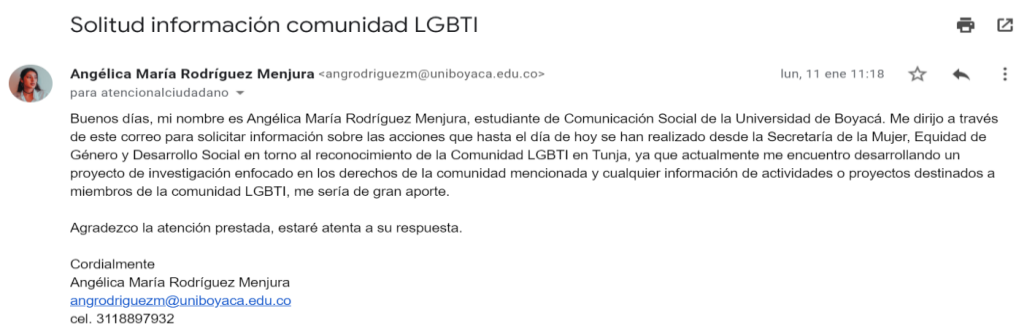 Solitud información comunidad LGBTI
Angélica María Rodríguez Menjura <angrodriguezm@uniboyaca.edu.co> lun, 11 ene 11:18
para atencionalciudadano
Buenos días, mi nombre es Angélica María Rodríguez Menjura, estudiante de Comunicación Social de la Universidad de Boyacá. Me dirijo a través
de este correo para solicitar información sobre las acciones que hasta el día de hoy se han realizado desde la Secretaría de la Mujer, Equidad de
Género y Desarrollo Social en torno al reconocimiento de la Comunidad LGBTI en Tunja, ya que actualmente me encuentro desarrollando un
proyecto de investigación enfocado en los derechos de la comunidad mencionada y cualquier información de actividades o proyectos destinados a
miembros de la comunidad LGBTI, me sería de gran aporte.
Agradezco la atención prestada, estaré atenta a su respuesta.
Cordialmente
Angélica María Rodríguez Menjura
angrodriguezm@uniboyaca.edu.co
cel. 3118897932